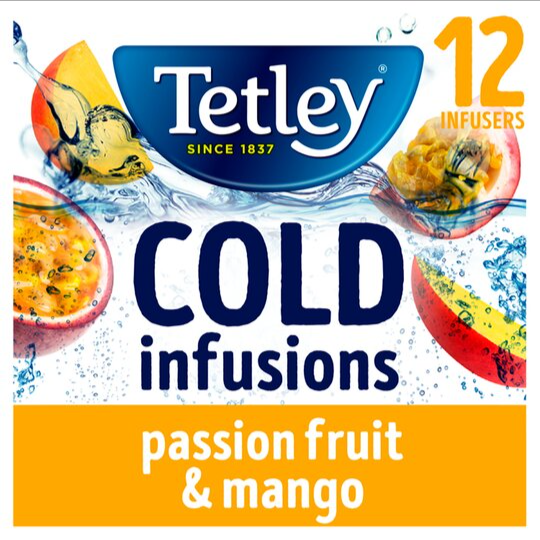 Tetley®
SINCE 1837
12
INFUSERS
COLD
infusions
passion fruit
& mango